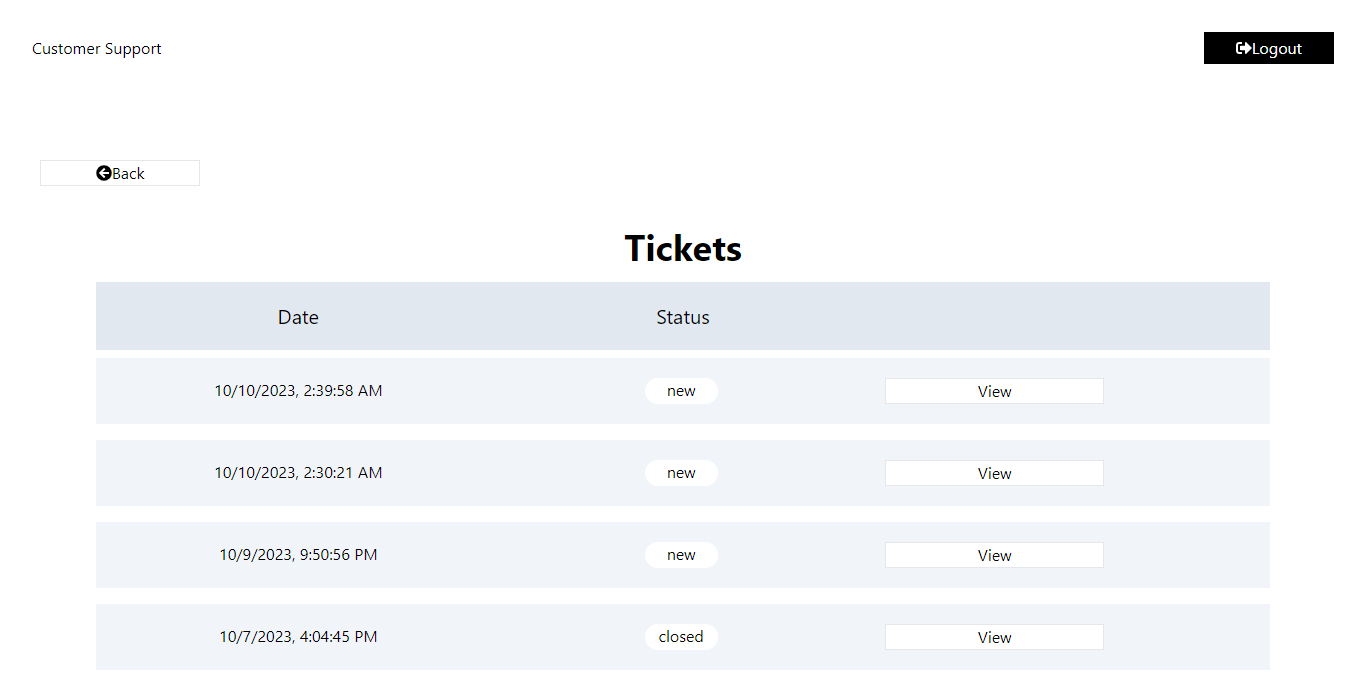 Customer Support
Logout
Back
Tickets
Date Status
10/10/2023, 2:39:58 AM new View
10/10/2023, 2:30:21 AM new View
10/9/2023, 9:50:56 PM new View
10/7/2023, 4:04:45 PM closed View